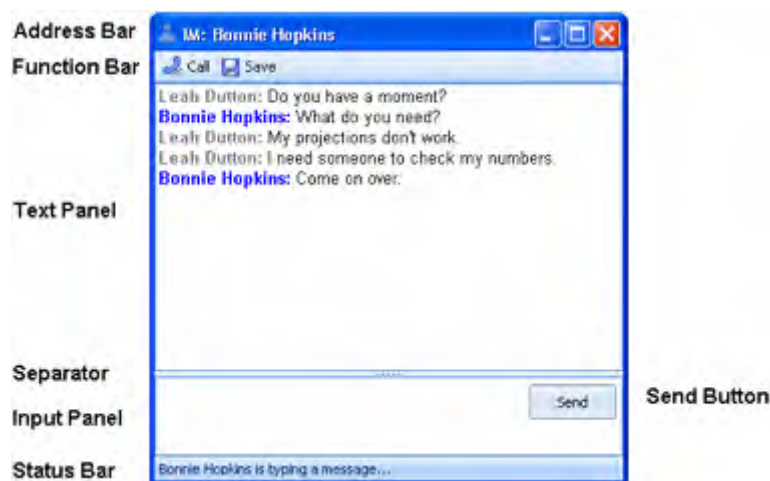 Address Bar
IM: Bonnie Hopkins
Function Bar
Call Save
Leah Dutton: Do you have a moment?
Bonnie Hopkins: What do you need?
Leah Dutton: My projections don't work.
Leah Dutton: I need someone to check my numbers.
Bonnie Hopkins: Come on over.
Text Panel
Separator
Send
Send Button
Input Panel
Status Bar
Bonnie Hopkins is typing a message...